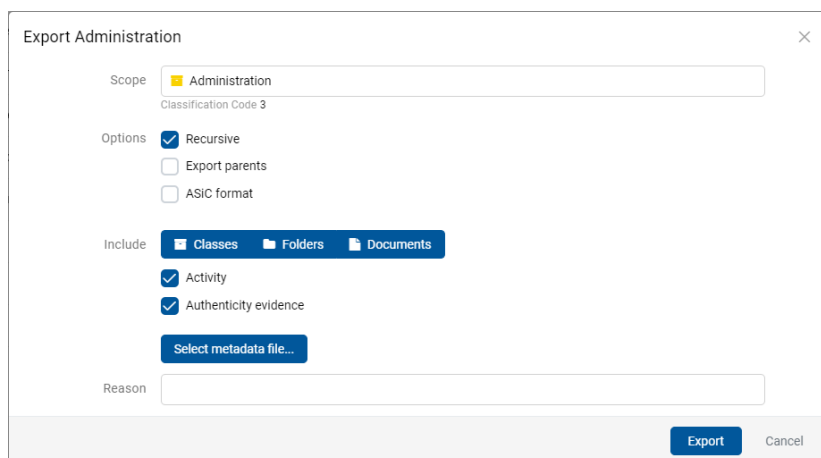 Export Administration
Scope
Administration
Classification Code 3
Options
Recursive
Export parents
ASiC format
Include
Classes Folders Documents
Activity
Authenticity evidence
Select metadata file...
Reason
Export Cancel